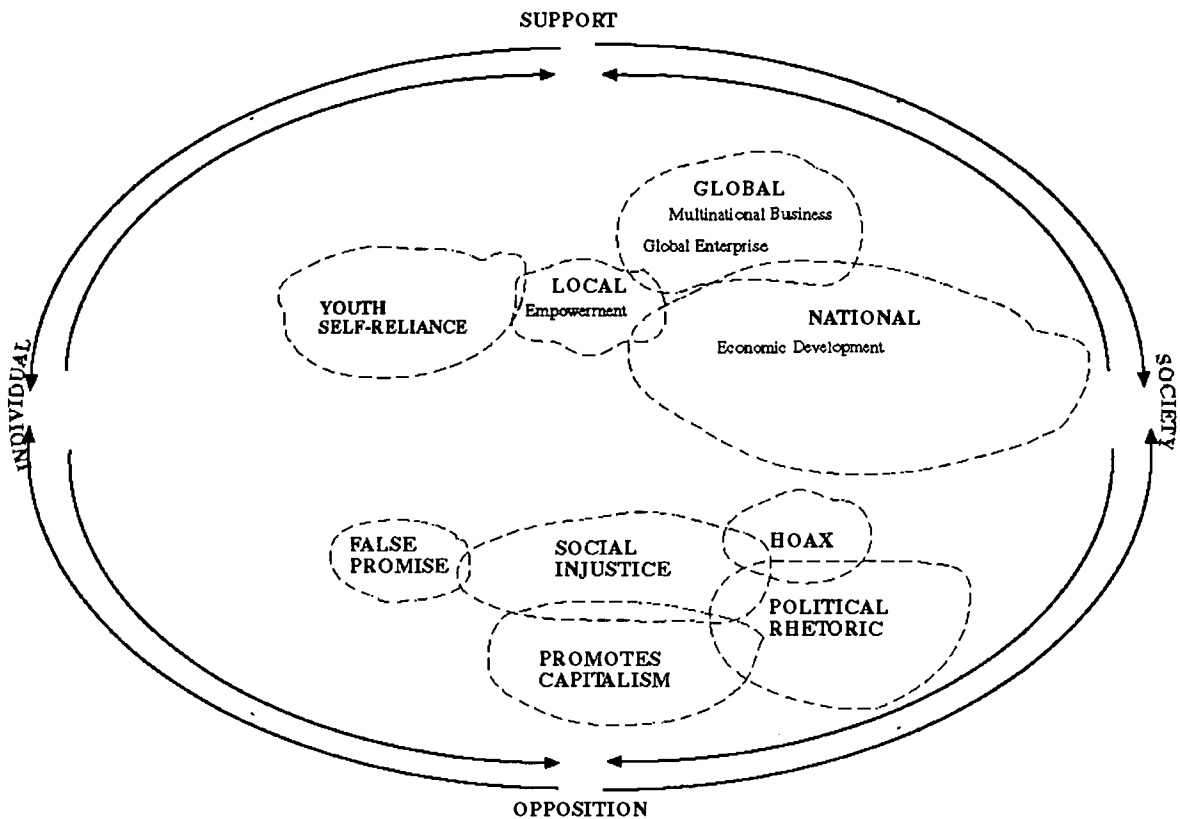 SUPPORT
GLOBAL
Multinational Business
Global Enterprise
LOCAL
Empowerment
YOUTH
SELF-RELIANCE
NATIONAL
Economic Development
INDIVIDUAL
SOCIETY
FALSE
PROMISE
SOCIAL
INJUSTICE
HOAX
POLITICAL
RHETORIC
PROMOTES
CAPITALISM
OPPOSITION